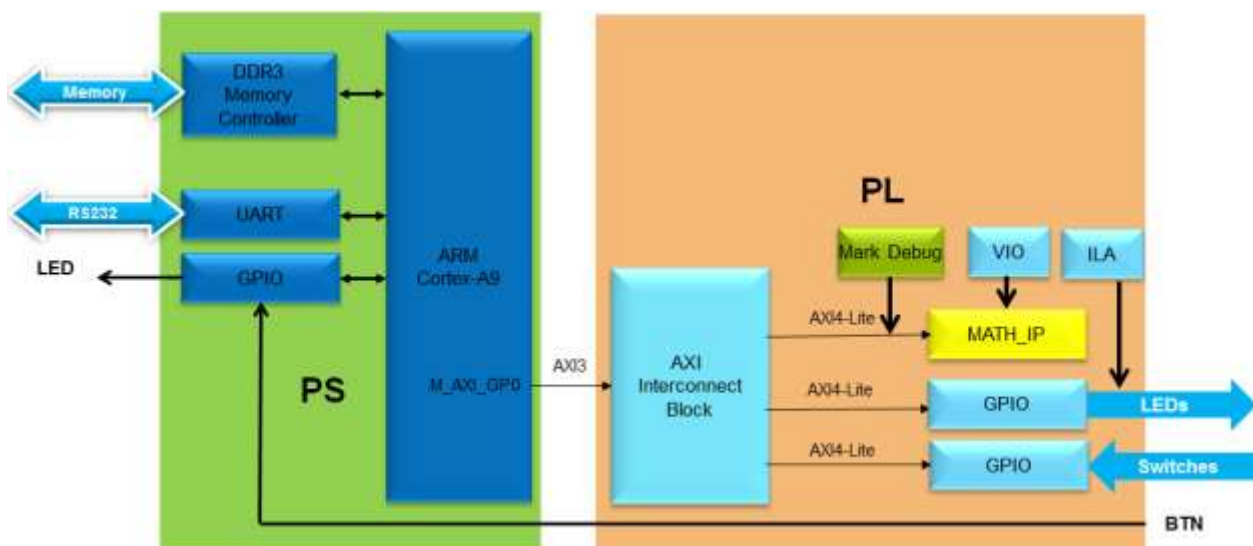 DDR3
Memory
Controller
Memory
RS232
UART
LED
GPIO
ARM
Cortex-A9
PS
M_AXI_GP0
AXI3
PL
Mark Debug
VIO
ILA
AXI
Interconnect
Block
AXI4-Lite
MATH_IP
AXI4-Lite
GPIO
LEDs
AXI4-Lite
GPIO
Switches
BTN